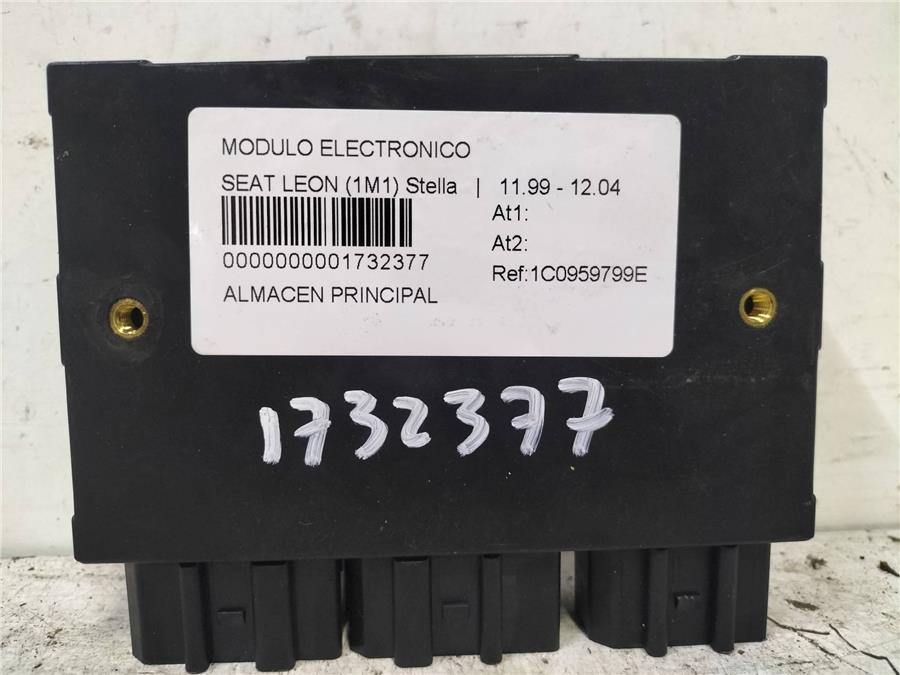 MODULO ELECTRONICO
SEAT LEON (1M1) Stella | 11.99 - 12.04
At1:
At2:
0000000001732377
Ref:1C0959799E
ALMACEN PRINCIPAL
1732377